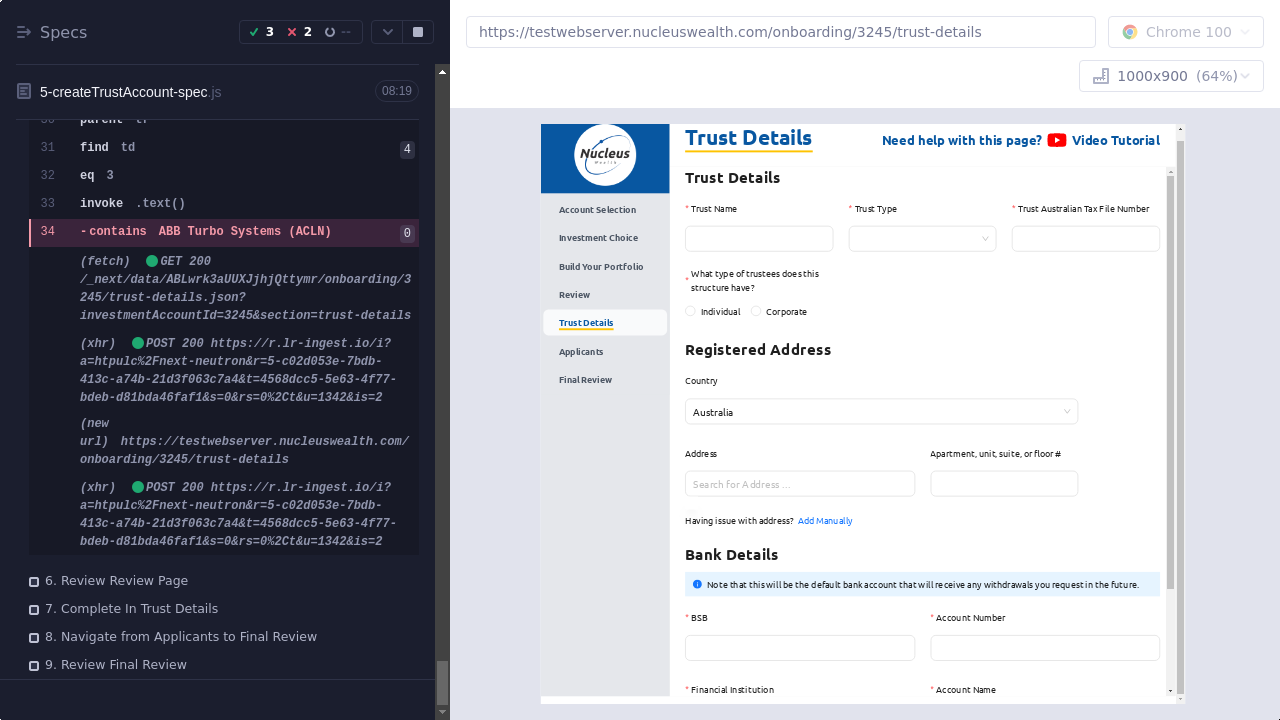 Specs
3
2
--
https://testwebserver.nucleuswealth.com/onboarding/3245/trust-details
Chrome 100
1000x900 (64%)
5-createTrustAccount-spec.js
08:19
30 parent tr
31 find td 4
32 eq 3
33 invoke .text()
34 -contains ABB Turbo Systems (ACLN) 0
(fetch) GET 200
/_next/data/ABLwrk3aUUXJjhjQttymr/onboarding/3
245/trust-details.json?
investmentAccountId=3245&section=trust-details
(xhr) POST 200 https://r.lr-ingest.io/i?
a=htpulc%2Fnext-neutron&r=5-c02d053e-7bdb-
413c-a74b-21d3f063c7a4&t=4568dcc5-5e63-4f77-
bdeb-d81bda46faf1&s=0&rs=0%2Ct&u=1342&is=2
(new
url) https://testwebserver.nucleuswealth.com/
onboarding/3245/trust-details
(xhr) POST 200 https://r.lr-ingest.io/i?
a=htpulc%2Fnext-neutron&r=5-c02d053e-7bdb-
413c-a74b-21d3f063c7a4&t=4568dcc5-5e63-4f77-
bdeb-d81bda46faf1&s=0&rs=0%2Ct&u=1342&is=2
6. Review Review Page
7. Complete In Trust Details
8. Navigate from Applicants to Final Review
9. Review Final Review
Nucleus
Wealth
Account Selection
Investment Choice
Build Your Portfolio
Review
Trust Details
Applicants
Final Review
Trust Details
Need help with this page? Video Tutorial
Trust Details
* Trust Name
* Trust Type
* Trust Australian Tax File Number
* What type of trustees does this
structure have?
Individual
Corporate
Registered Address
Country
Australia
Address
Apartment, unit, suite, or floor #
Search for Address ...
Having issue with address? Add Manually
Bank Details
Note that this will be the default bank account that will receive any withdrawals you request in the future.
* BSB
* Account Number
* Financial Institution
* Account Name